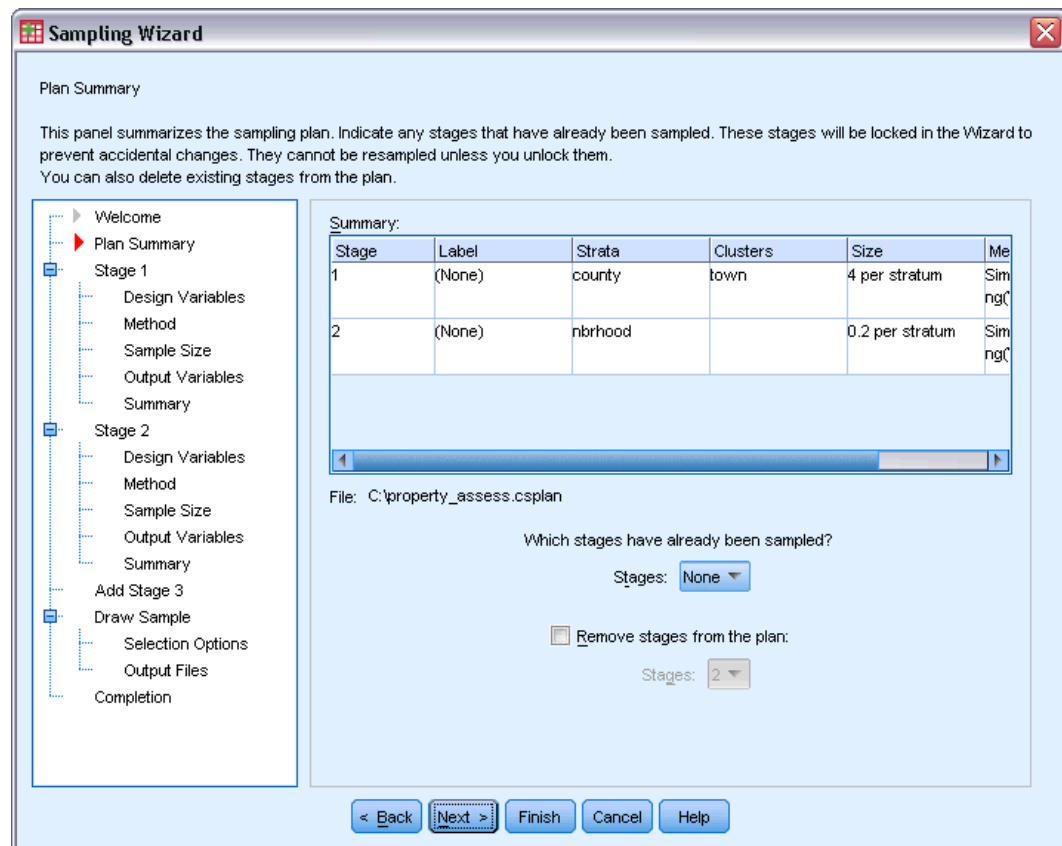 Sampling Wizard
Plan Summary
This panel summarizes the sampling plan. Indicate any stages that have already been sampled. These stages will be locked in the Wizard to
prevent accidental changes. They cannot be resampled unless you unlock them.
You can also delete existing stages from the plan.
Welcome
Plan Summary
Stage 1
Design Variables
Method
Sample Size
Output Variables
Summary
Stage 2
Design Variables
Method
Sample Size
Output Variables
Summary
Add Stage 3
Draw Sample
Selection Options
Output Files
Completion
Summary:
Stage Label Strata Clusters Size Me
1 (None) county town 4 per stratum Sim
ng(
2 (None) nbrhood 0.2 per stratum Sim
ng(
File: C:\property_assess.csplan
Which stages have already been sampled?
Stages: None
Remove stages from the plan:
Stages: 2
< Back Next > Finish Cancel Help